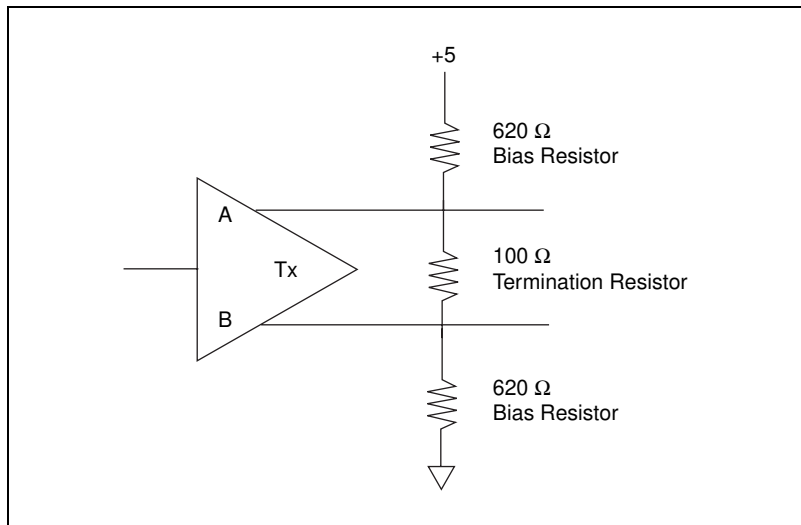 +5
620 Ω
Bias Resistor
A
100 Ω
Termination Resistor
Tx
B
620 Ω
Bias Resistor